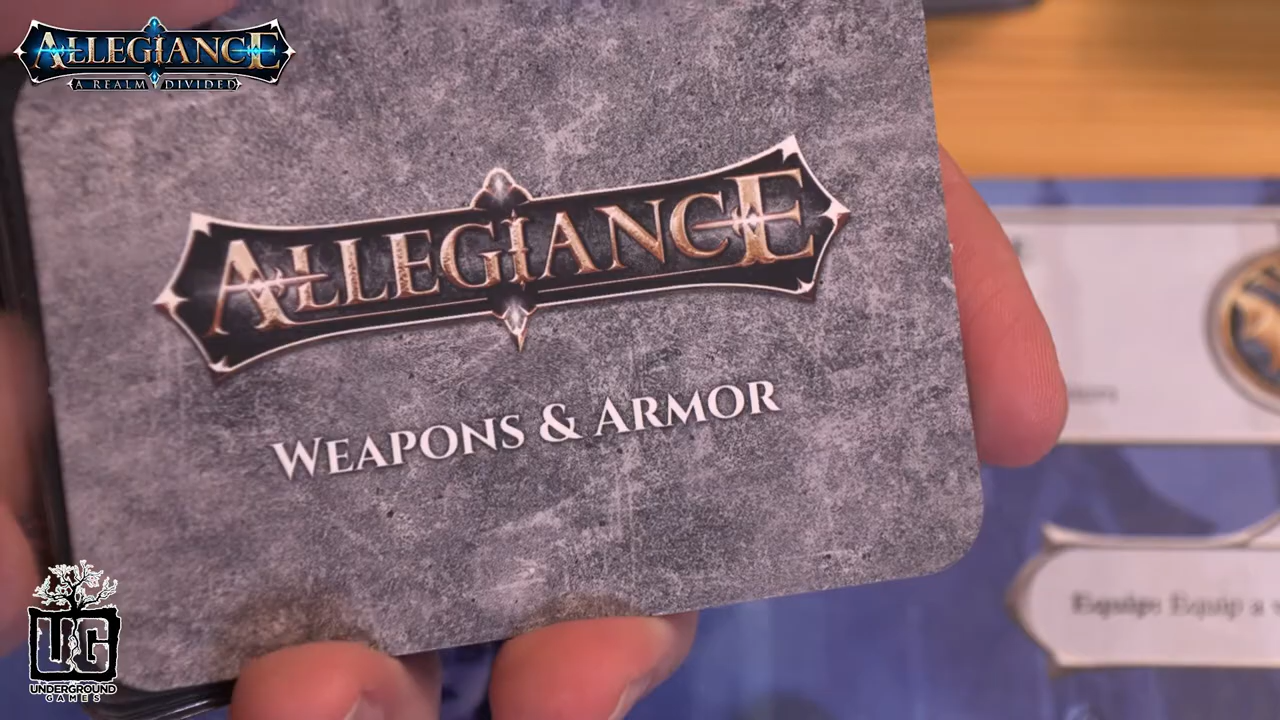 ALLEGIANCE
A REALM DIVIDED
ALLEGIANCE
WEAPONS & ARMOR
Equip: Equip a
UG
UNDERGROUND
GAMES